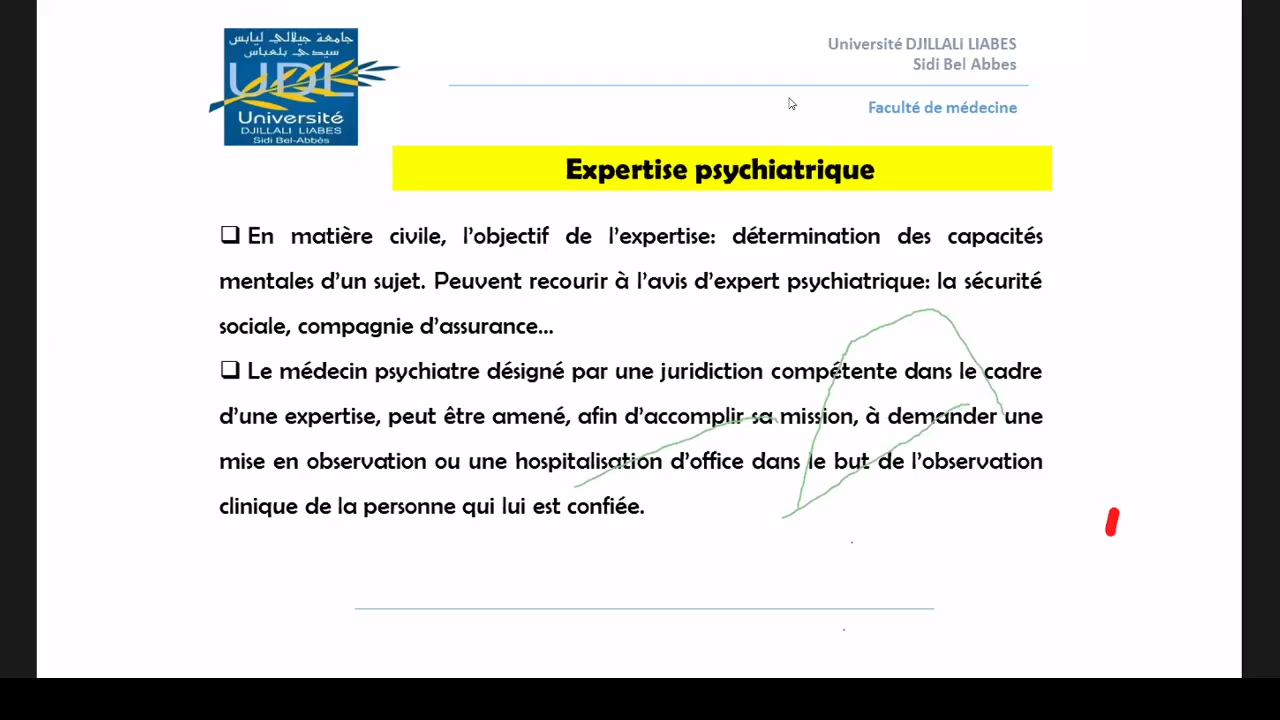 جامعة جيلالي ليابس
سيدي بلعباس
UDL
Université
DJILLALI LIABES
Sidi Bel-Abbès
Université DJILLALI LIABES
Sidi Bel Abbes
Faculté de médecine
Expertise psychiatrique
❑ En matière civile, l’objectif de l’expertise: détermination des capacités
mentales d’un sujet. Peuvent recourir à l’avis d’expert psychiatrique: la sécurité
sociale, compagnie d’assurance…
❑ Le médecin psychiatre désigné par une juridiction compétente dans le cadre
d’une expertise, peut être amené, afin d’accomplir sa mission, à demander une
mise en observation ou une hospitalisation d’office dans le but de l’observation
clinique de la personne qui lui est confiée.